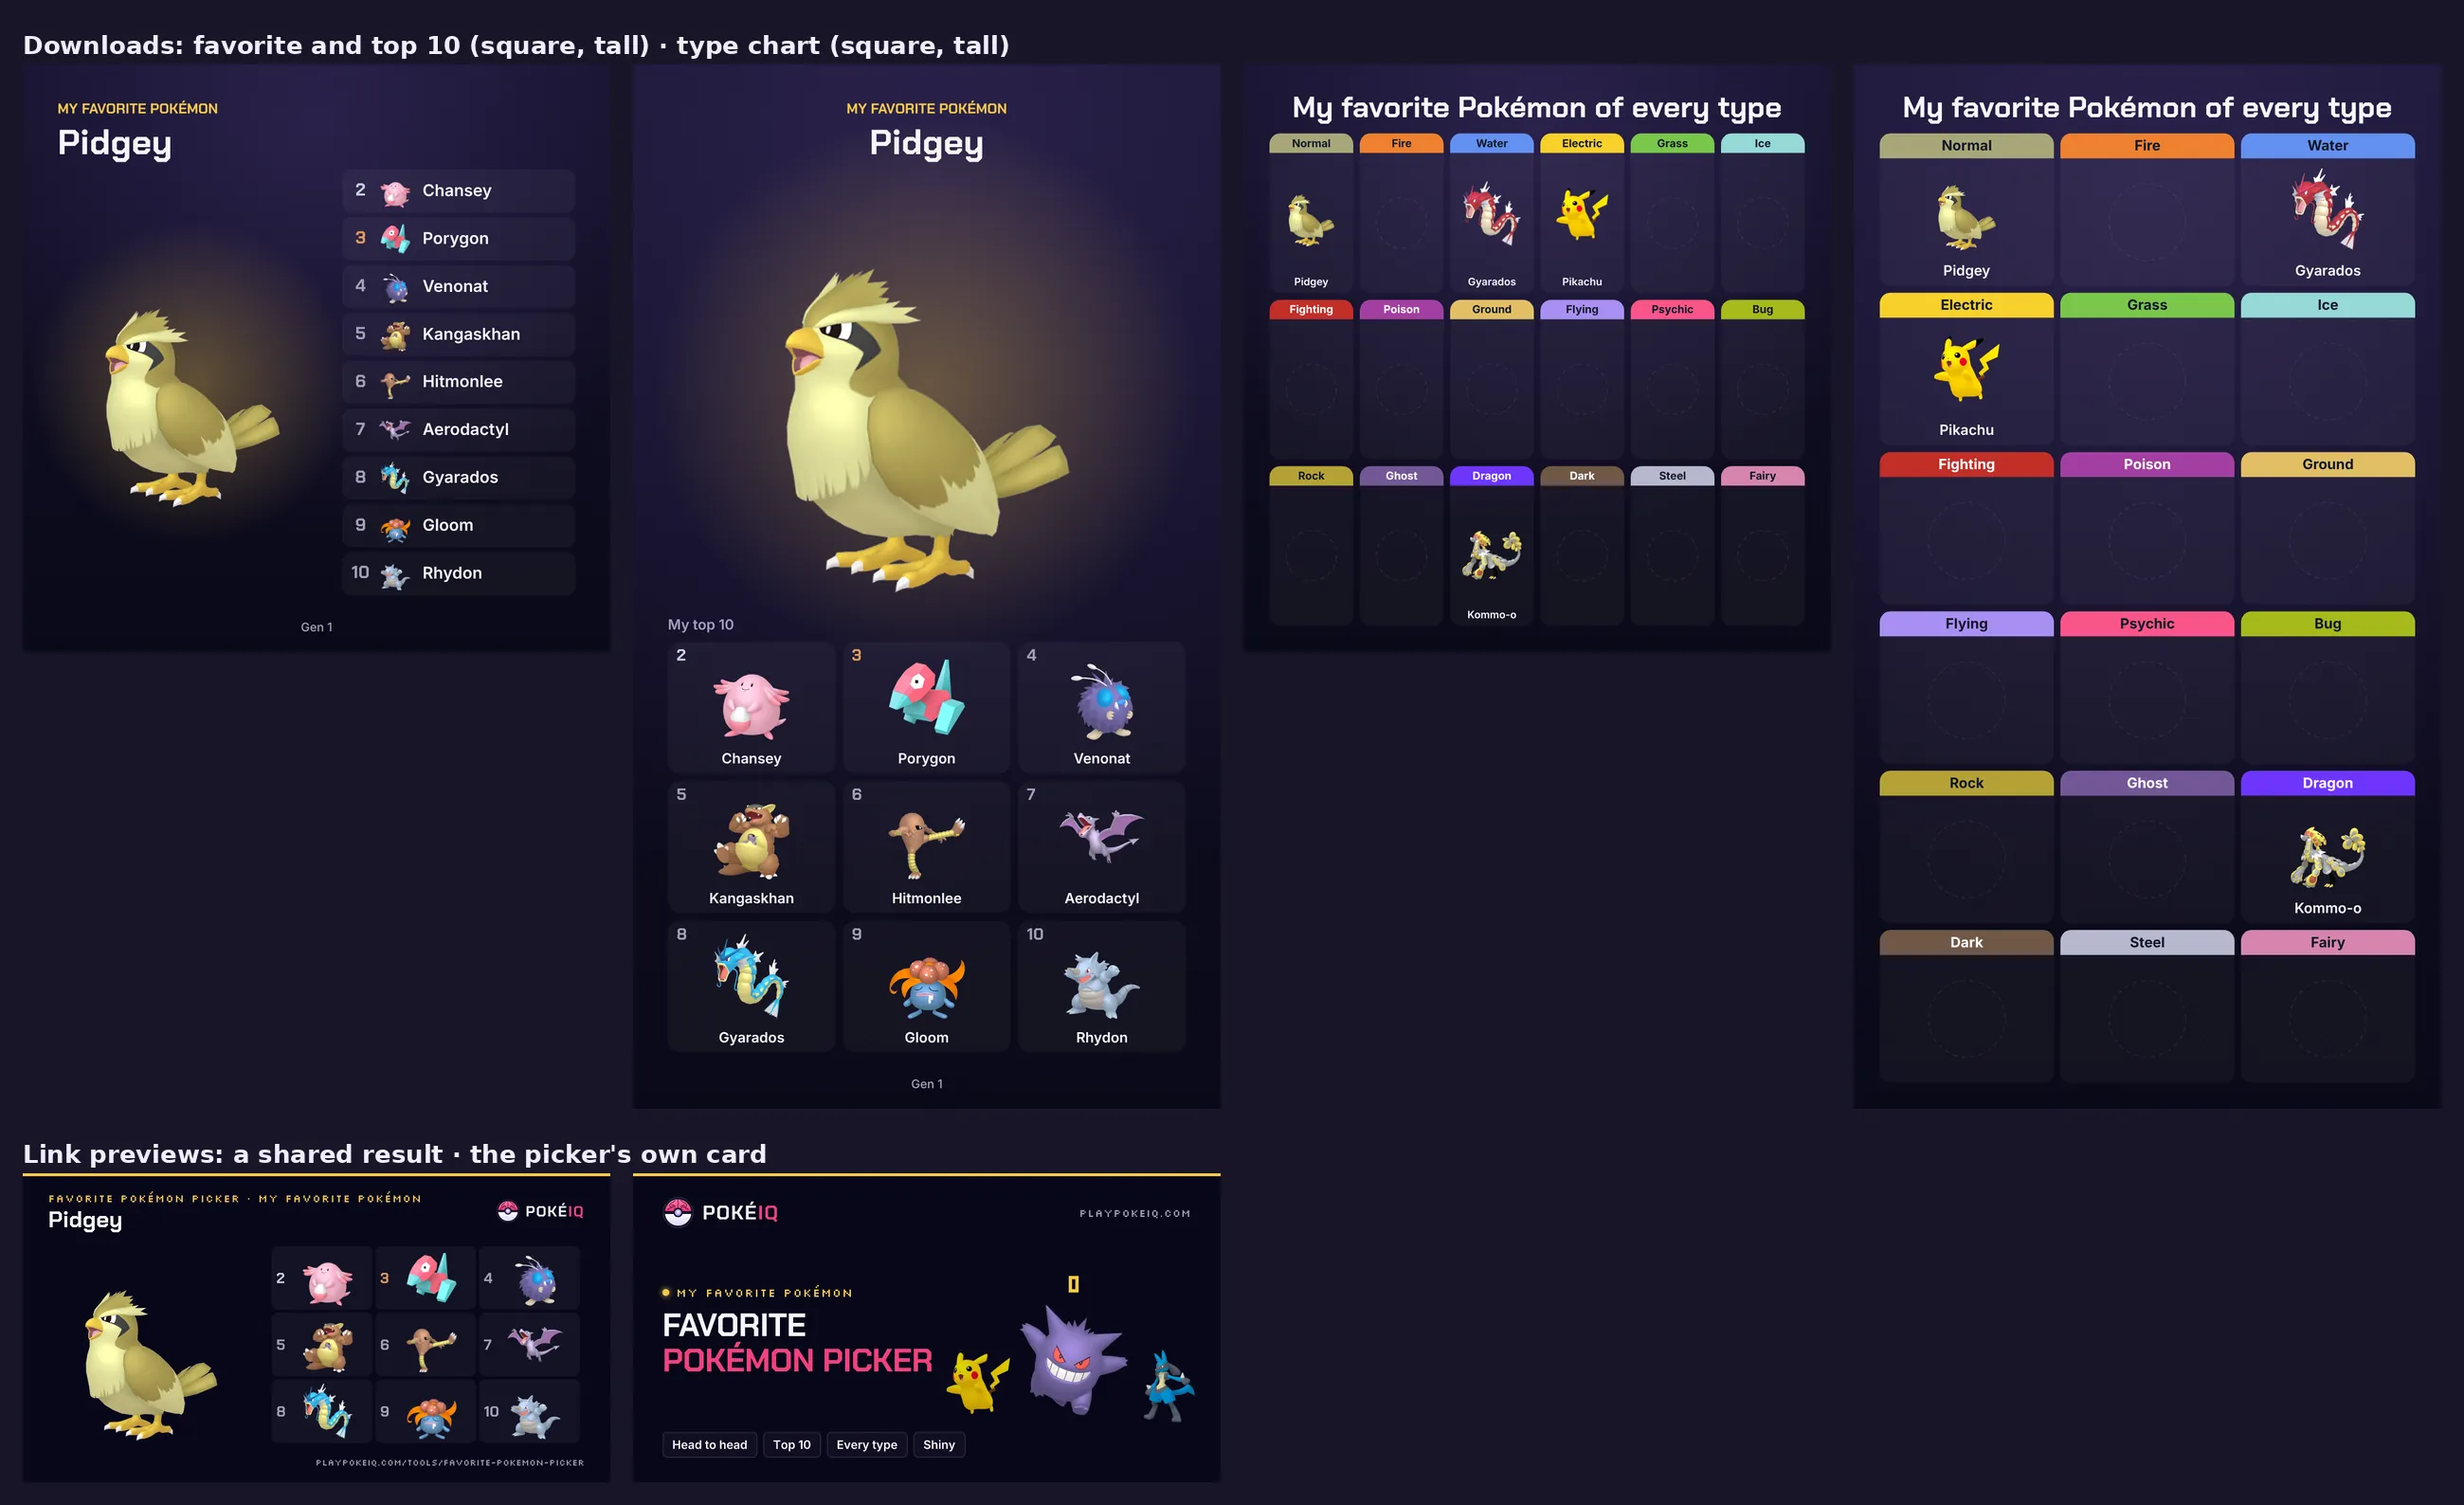 Downloads: favorite and top 10 (square, tall) · type chart (square, tall)
MY FAVORITE POKÉMON
Pidgey
2 Chansey
3 Porygon
4 Venonat
5 Kangaskhan
6 Hitmonlee
7 Aerodactyl
8 Gyarados
9 Gloom
10 Rhydon
Gen 1
MY FAVORITE POKÉMON
Pidgey
My top 10
2 3 4
Chansey Porygon Venonat
5 6 7
Kangaskhan Hitmonlee Aerodactyl
8 9 10
Gyarados Gloom Rhydon
Gen 1
My favorite Pokémon of every type
Normal Fire Water Electric Grass Ice
Pidgey Gyarados Pikachu
Fighting Poison Ground Flying Psychic Bug
Rock Ghost Dragon Dark Steel Fairy
Kommo-o
My favorite Pokémon of every type
Normal Fire Water
Pidgey Gyarados
Electric Grass Ice
Pikachu
Fighting Poison Ground
Flying Psychic Bug
Rock Ghost Dragon
Kommo-o
Dark Steel Fairy
Link previews: a shared result · the picker's own card
FAVORITE POKÉMON PICKER · MY FAVORITE POKÉMON
Pidgey
POKÉIQ
2 3 4
5 6 7
8 9 10
PLAYPOKEIQ.COM/TOOLS/FAVORITE-POKEMON-PICKER
POKÉIQ
PLAYPOKEIQ.COM
MY FAVORITE POKÉMON
FAVORITE
POKÉMON PICKER
Head to head Top 10 Every type Shiny